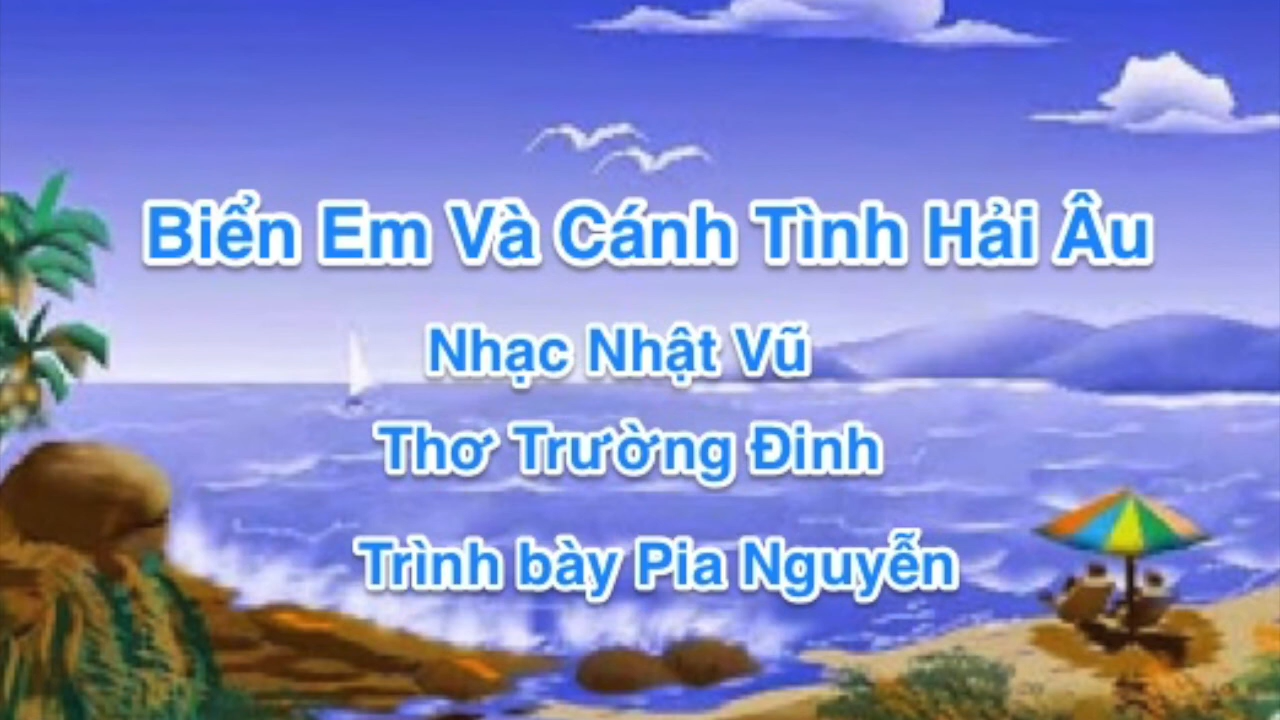 Biển Em Và Cánh Tình Hải Âu
Nhạc Nhật Vũ
Thơ Trường Đinh
Trình bày Pia Nguyễn